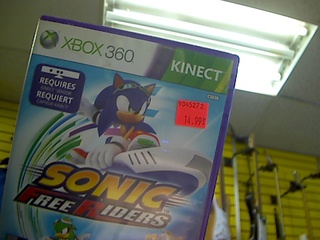 XBOX 360
KINECT
REQUIRES
REQUIERT
14.99
SONIC
FREE RIDERS